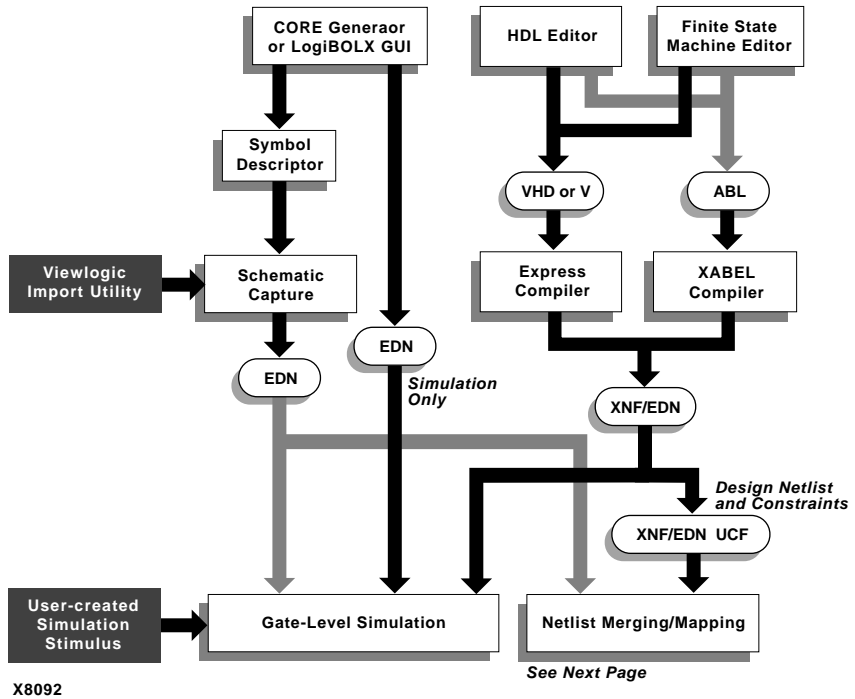 CORE Generaor
or LogiBOLX GUI
HDL Editor
Finite State
Machine Editor
Symbol
Descriptor
VHD or V
ABL
Viewlogic
Import Utility
Schematic
Capture
Express
Compiler
XABEL
Compiler
EDN
EDN
Simulation
Only
XNF/EDN
Design Netlist
and Constraints
XNF/EDN UCF
User-created
Simulation
Stimulus
Gate-Level Simulation
Netlist Merging/Mapping
See Next Page
X8092